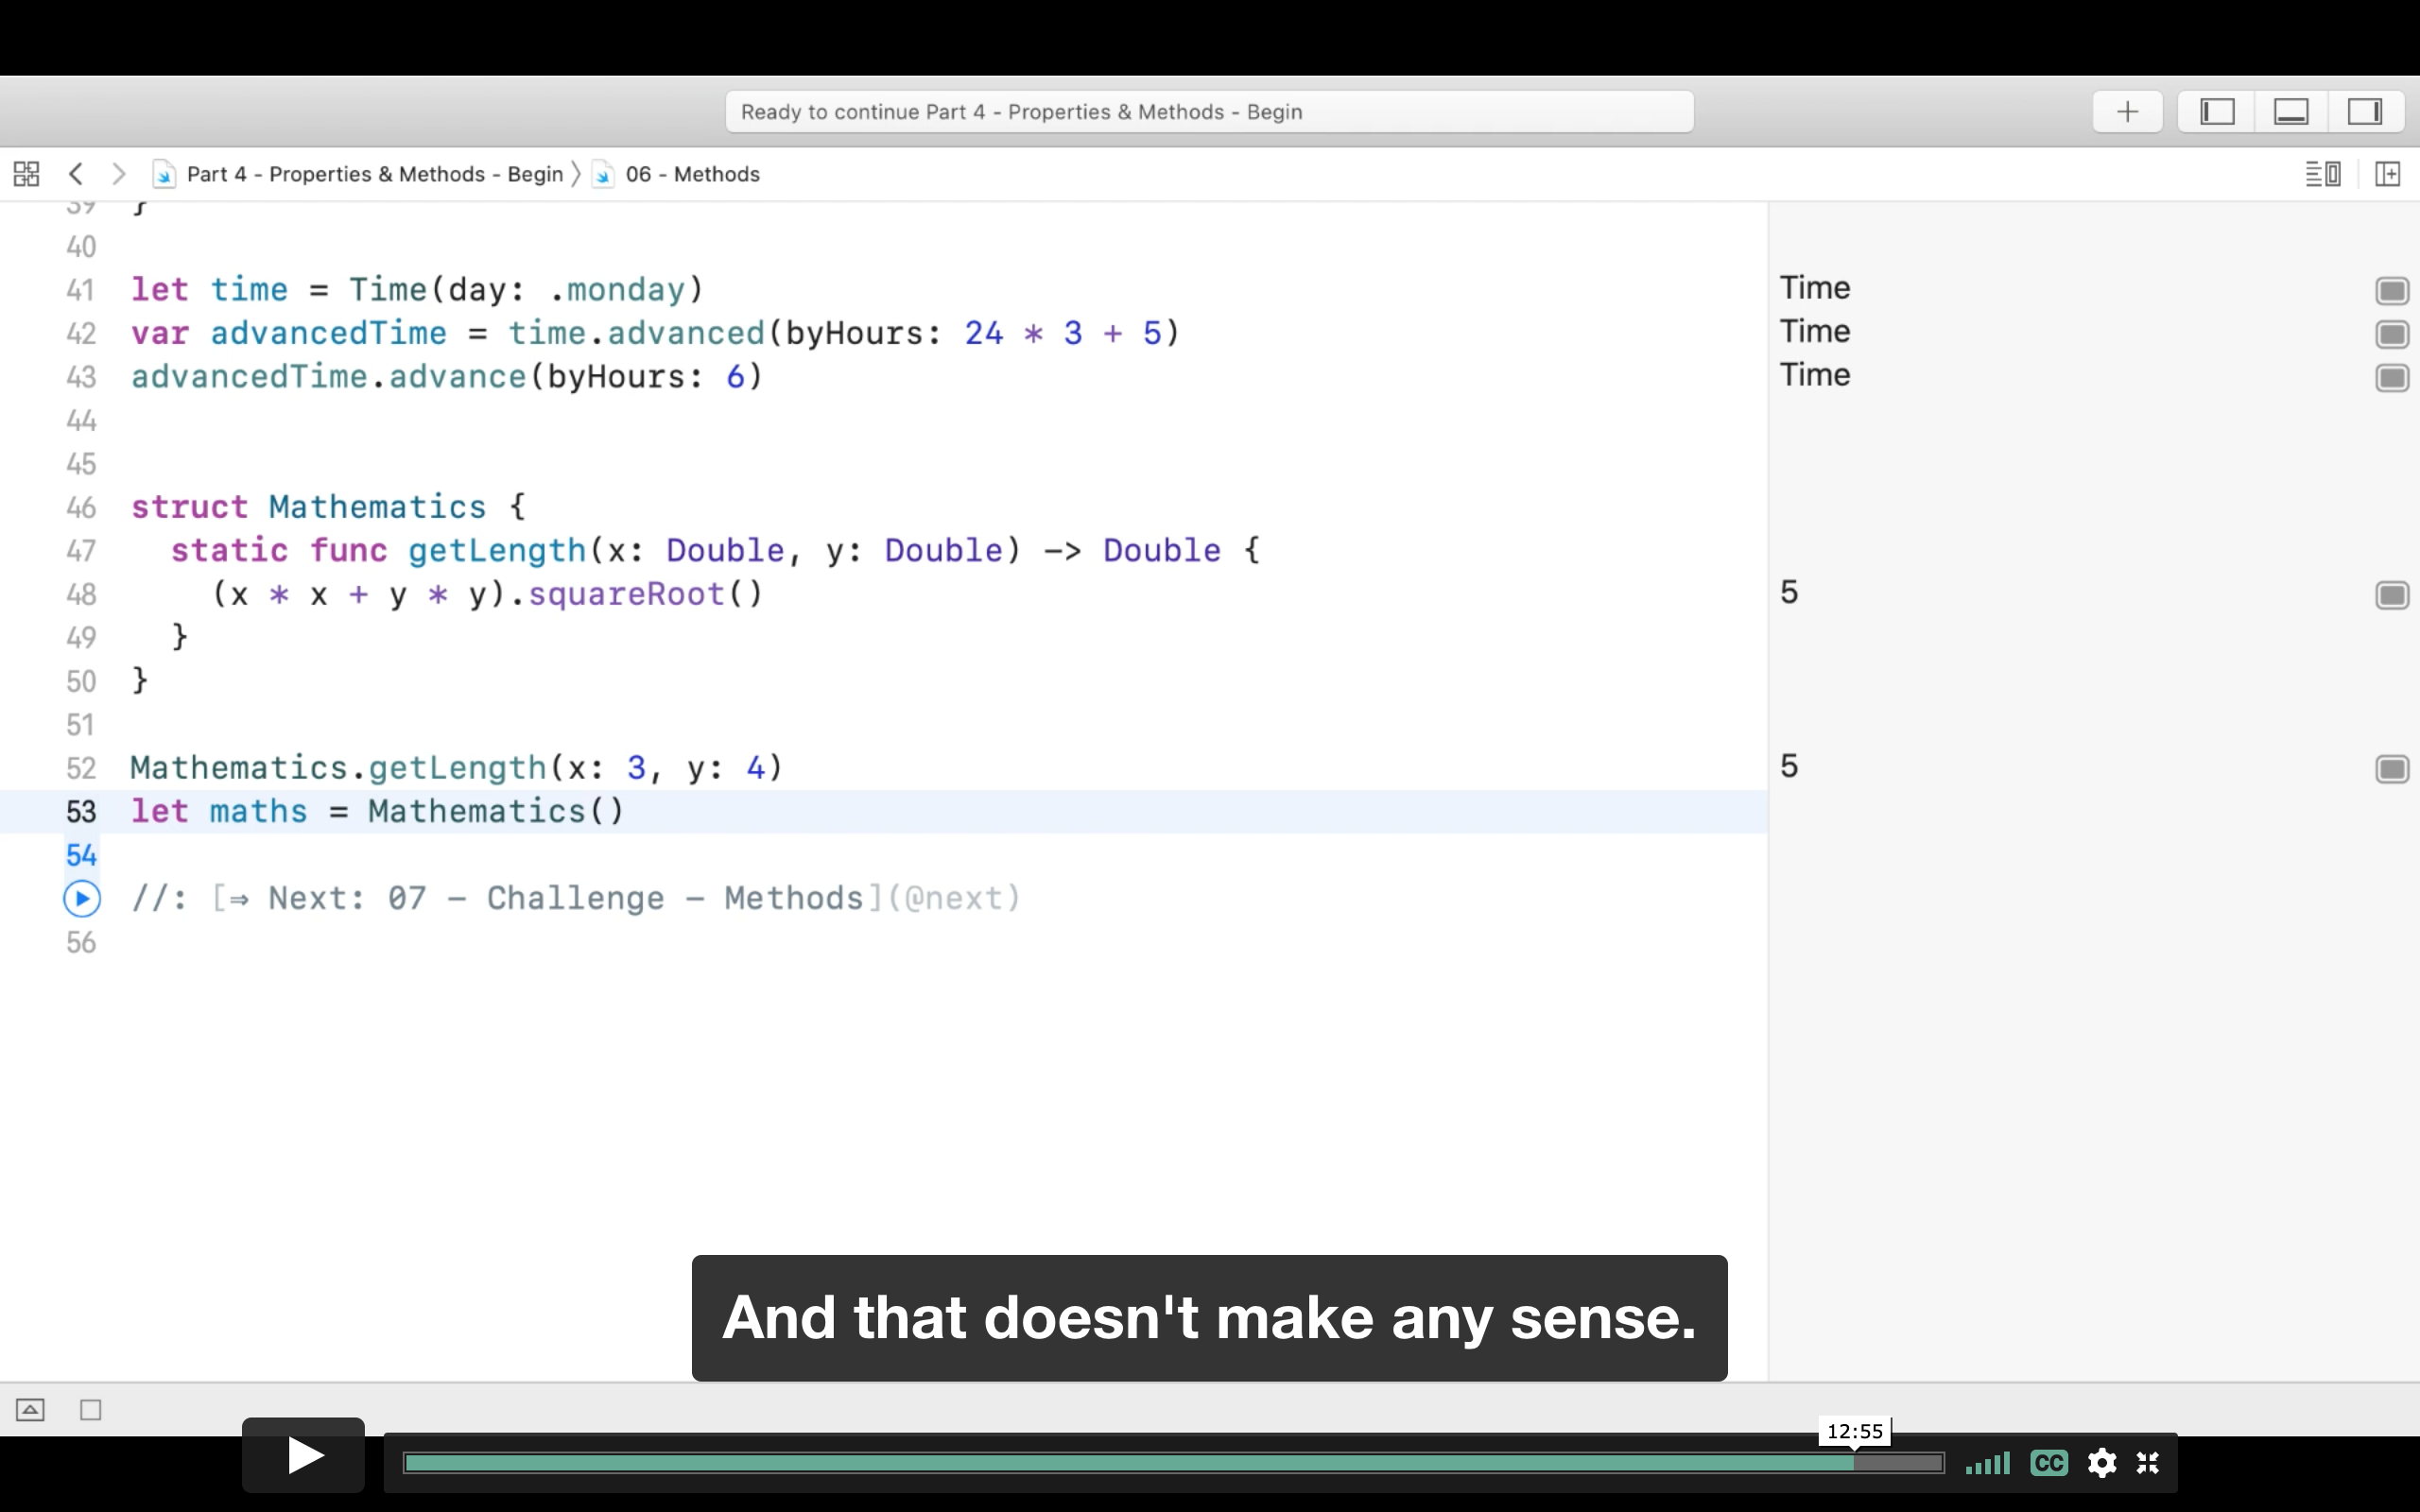 Ready to continue Part 4 - Properties & Methods - Begin
Part 4 - Properties & Methods - Begin 〉 06 - Methods
39 }
40
41 let time = Time(day: .monday) Time
42 var advancedTime = time.advanced(byHours: 24 * 3 + 5) Time
43 advancedTime.advance(byHours: 6) Time
44
45
46 struct Mathematics {
47 static func getLength(x: Double, y: Double) -> Double {
48 (x * x + y * y).squareRoot() 5
49 }
50 }
51
52 Mathematics.getLength(x: 3, y: 4) 5
53 let maths = Mathematics()
54
//: [⇒ Next: 07 - Challenge - Methods](@next)
56
And that doesn't make any sense.
12:55
CC